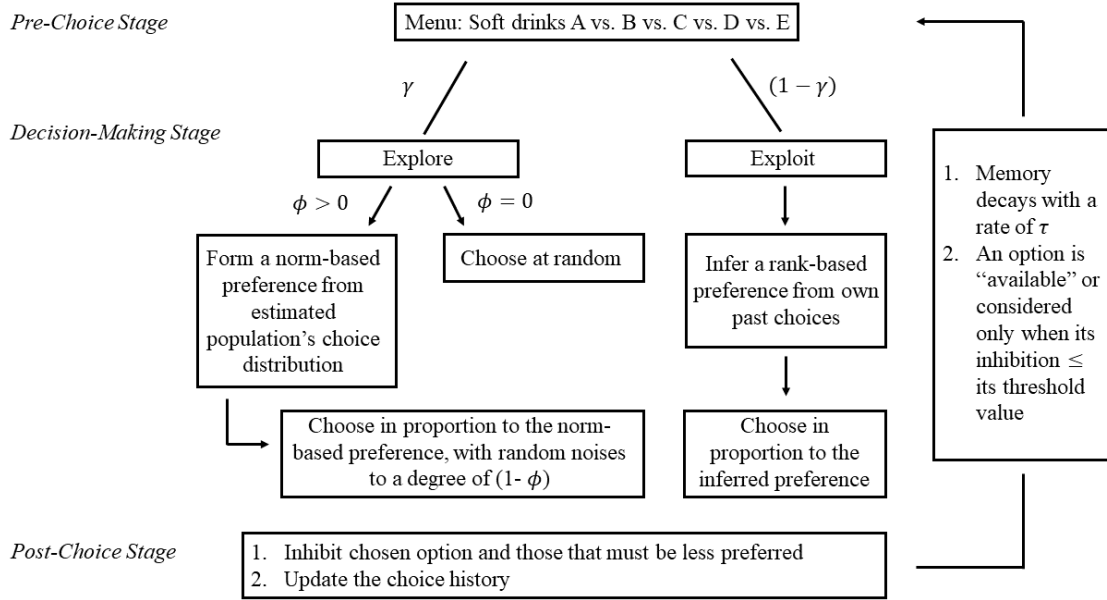 Pre-Choice Stage
Menu: Soft drinks A vs. B vs. C vs. D vs. E
γ
(1 − γ)
Decision-Making Stage
Explore
Exploit
ϕ > 0
ϕ = 0
Form a norm-based
preference from
estimated
population’s choice
distribution
Choose at random
Infer a rank-based
preference from own
past choices
Choose in proportion to the norm-
based preference, with random noises
to a degree of (1- ϕ)
Choose in
proportion to the
inferred preference
1. Memory
decays with a
rate of τ
2. An option is
“available” or
considered
only when its
inhibition ≤
its threshold
value
Post-Choice Stage
1. Inhibit chosen option and those that must be less preferred
2. Update the choice history